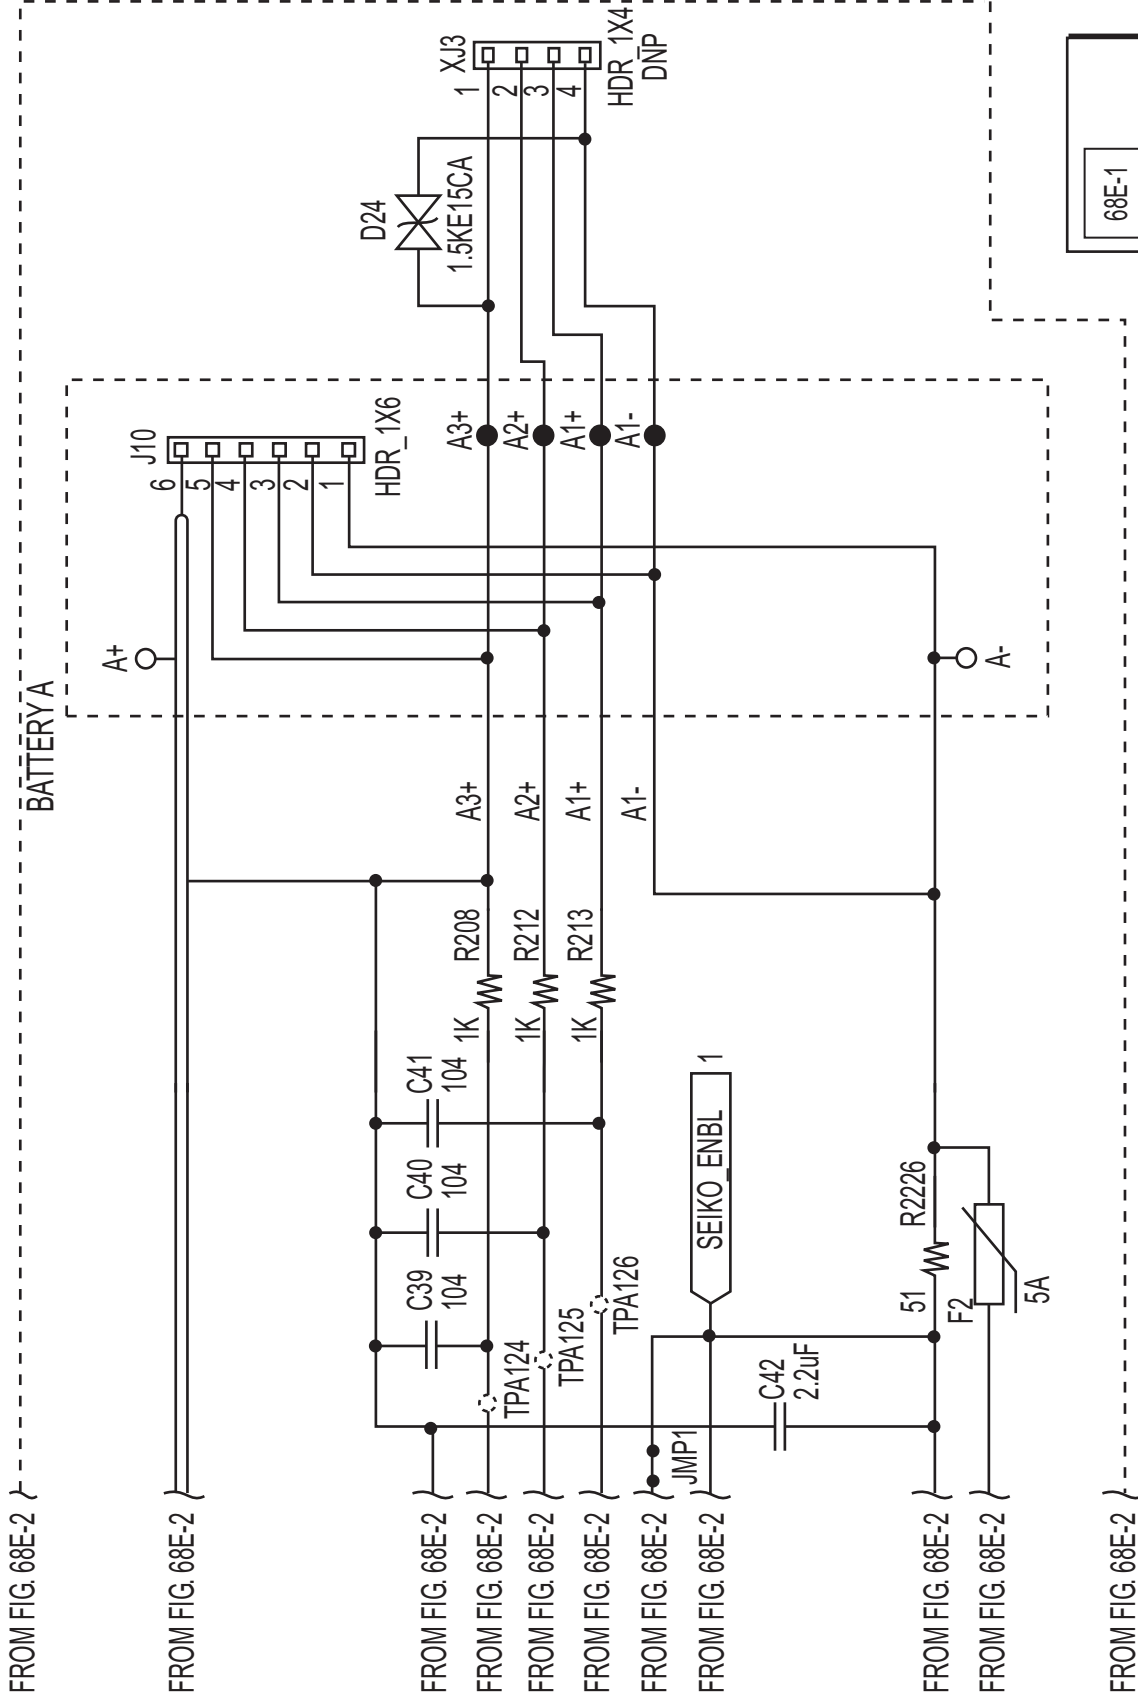 FROM FIG. 68E-2
FROM FIG. 68E-2
FROM FIG. 68E-2
FROM FIG. 68E-2
FROM FIG. 68E-2
FROM FIG. 68E-2
FROM FIG. 68E-2
FROM FIG. 68E-2
FROM FIG. 68E-2
FROM FIG. 68E-2
FROM FIG. 68E-2
BATTERY A
A+
J10
6
5
4
3
2
1
HDR_1X6
D24
1.5KE15CA
XJ3
1
2
3
4
HDR_1X4
DNP
A3+
A2+
A1+
A1-
A3+
A2+
A1+
A1-
A-
R208
1K
R212
1K
R213
1K
C41
104
C40
104
C39
104
TPA124
TPA125
TPA126
SEIKO_ENBL
1
JMP1
C42
2.2uF
R2226
51
F2
5A
68E-1